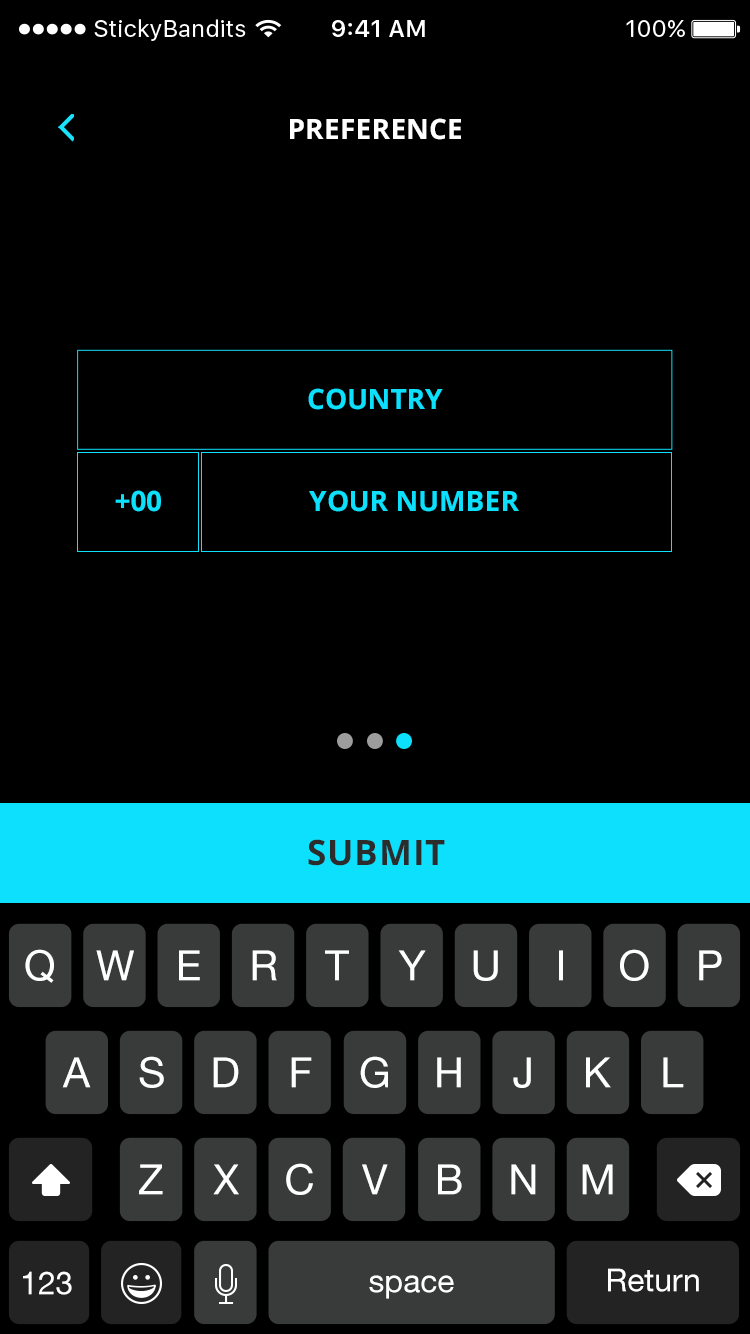 StickyBandits 9:41 AM 100%
PREFERENCE
COUNTRY
+00 YOUR NUMBER
SUBMIT
Q W E R T Y U I O P
A S D F G H J K L
Z X C V B N M
123 space Return